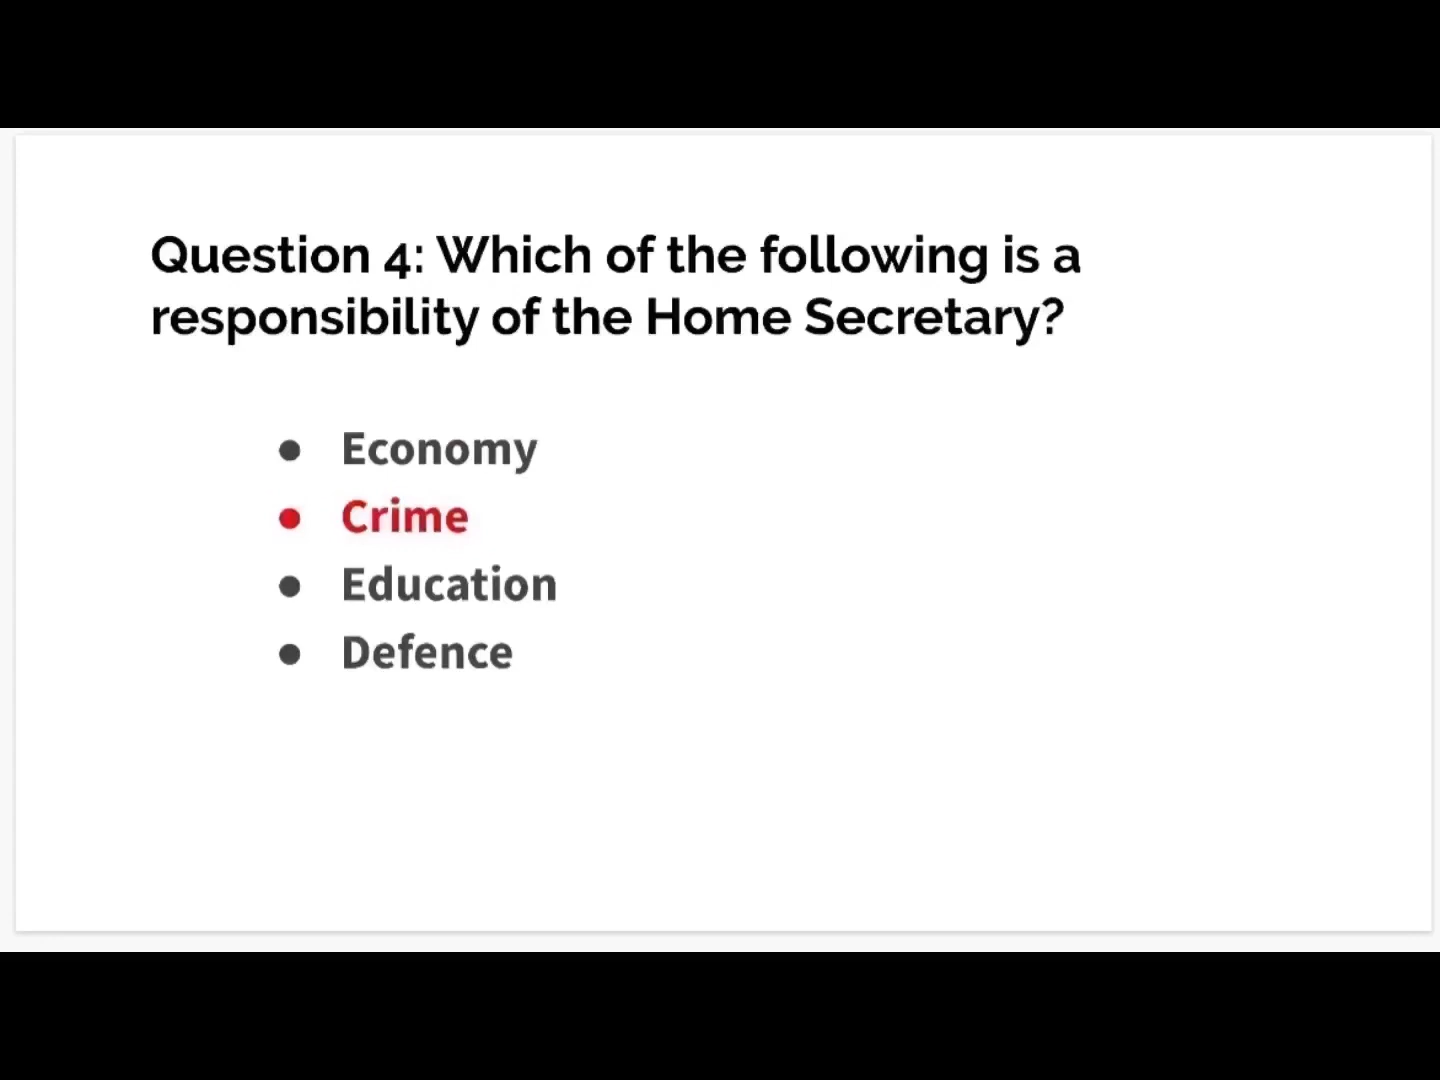 Question 4: Which of the following is a
responsibility of the Home Secretary?
● Economy
● Crime
● Education
● Defence